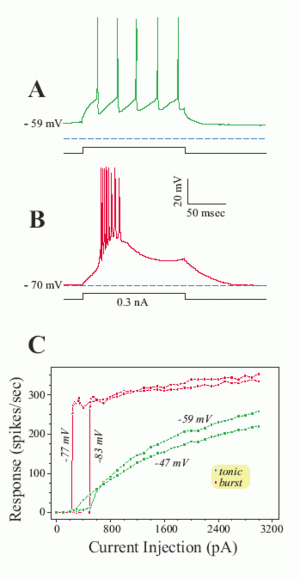 A
- 59 mV
20 mV
50 msec
B
- 70 mV
0.3 nA
C
Response (spikes/sec)
300
200
100
0
-77 mV
-83 mV
-59 mV
-47 mV
tonic
burst
0 800 1600 2400 3200
Current Injection (pA)